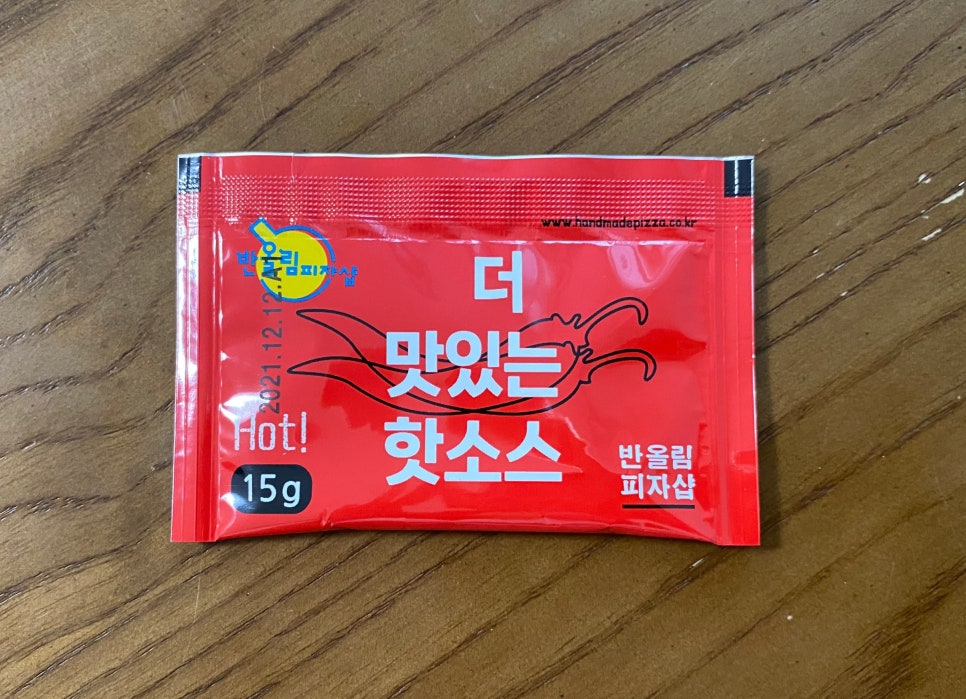 www.handmadepizza.co.kr
반올림피자샵
더
맛있는
핫소스
2021.12.12.A1
Hot!
15g
반올림
피자샵